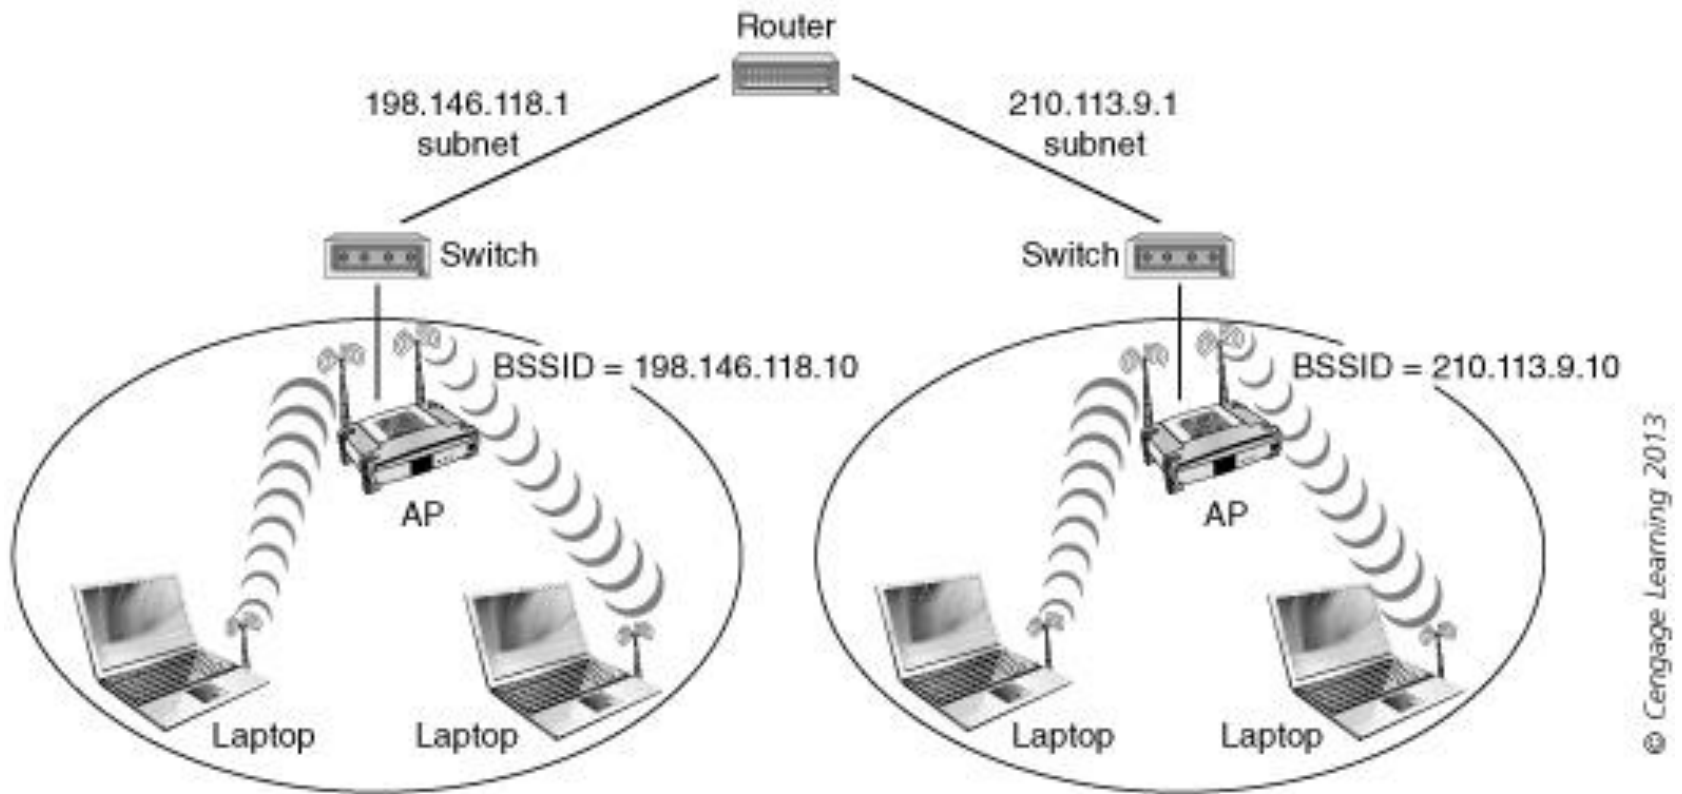 Router
198.146.118.1
subnet
210.113.9.1
subnet
Switch
Switch
BSSID = 198.146.118.10
BSSID = 210.113.9.10
AP
AP
Laptop
Laptop
Laptop
Laptop
© Cengage Learning 2013